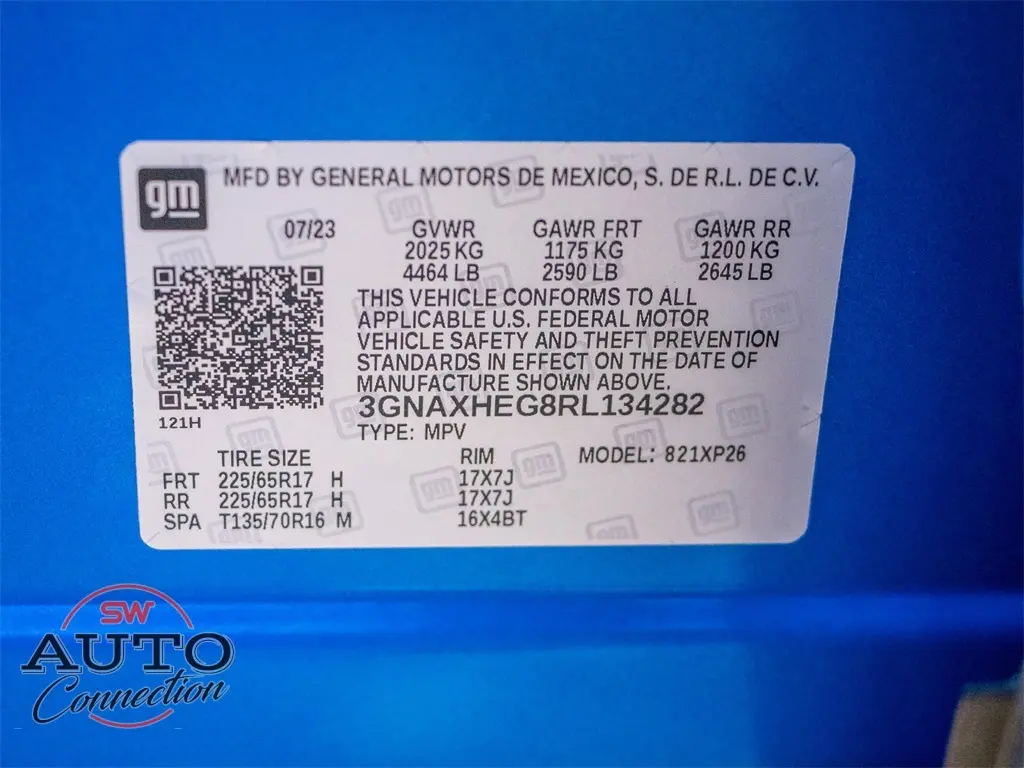 gm MFD BY GENERAL MOTORS DE MEXICO, S. DE R.L. DE C.V.
07/23 GVWR GAWR FRT GAWR RR
2025 KG 1175 KG 1200 KG
4464 LB 2590 LB 2645 LB
THIS VEHICLE CONFORMS TO ALL
APPLICABLE U.S. FEDERAL MOTOR
VEHICLE SAFETY AND THEFT PREVENTION
STANDARDS IN EFFECT ON THE DATE OF
MANUFACTURE SHOWN ABOVE.
3GNAXHEG8RL134282
121H
TYPE: MPV
TIRE SIZE RIM MODEL: 821XP26
FRT 225/65R17 H 17X7J
RR 225/65R17 H 17X7J
SPA T135/70R16 M 16X4BT
SW
AUTO
Connection